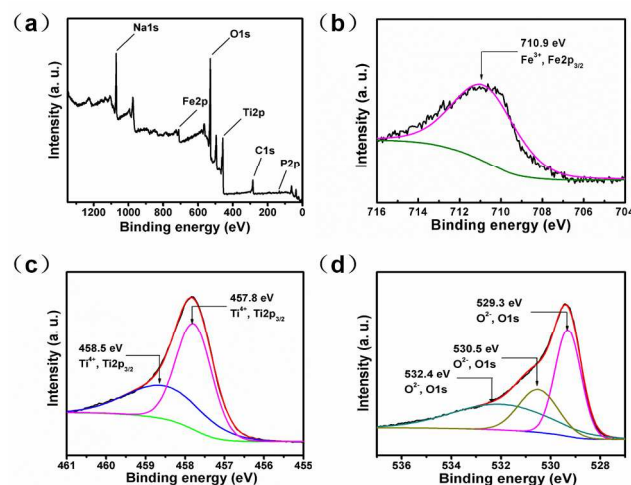 (a)
Na1s
O1s
Fe2p
Ti2p
C1s
P2p
Intensity (a. u.)
1200
800
400
0
Binding energy (eV)
(b)
710.9 eV
Fe³⁺, Fe2p₃/₂
Intensity (a. u.)
716
714
712
710
708
706
704
Binding energy (eV)
(c)
457.8 eV
Ti⁴⁺, Ti2p₃/₂
458.5 eV
Ti⁴⁺, Ti2p₃/₂
Intensity (a. u.)
461
460
459
458
457
456
455
Binding energy (eV)
(d)
529.3 eV
O²⁻, O1s
530.5 eV
O²⁻, O1s
532.4 eV
O²⁻, O1s
Intensity (a. u.)
536
534
532
530
528
Binding energy (eV)